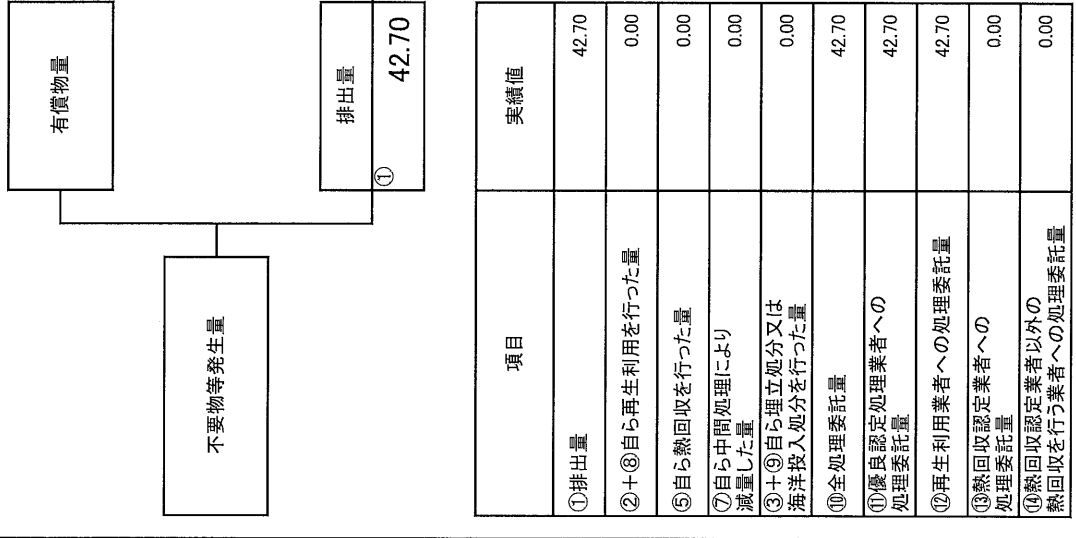 不要物等発生量
有償物量
排出量
① 42.70
項目 実績値
①排出量 42.70
②＋⑧自ら再生利用を行った量 0.00
⑤自ら熱回収を行った量 0.00
⑦自ら中間処理により
減量した量 0.00
③＋⑨自ら埋立処分又は
海洋投入処分を行った量 0.00
⑩全処理委託量 42.70
⑪優良認定処理業者への
処理委託量 42.70
⑫再生利用業者への処理委託量 42.70
⑬熱回収認定業者への
処理委託量 0.00
⑭熱回収認定業者以外の
熱回収を行う業者への処理委託量 0.00